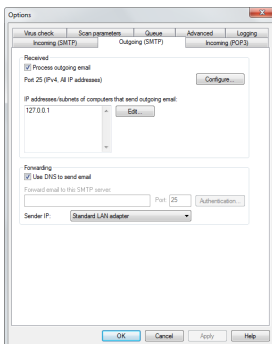 Options
Virus check
Scan parameters
Queue
Advanced
Logging
Incoming (SMTP)
Outgoing (SMTP)
Incoming (POP3)
Received
Process outgoing email
Port 25 (IPv4, All IP addresses)
Configure...
IP addresses/subnets of computers that send outgoing email:
127.0.0.1
Edit...
Forwarding
Use DNS to send email
Forward email to this SMTP server:
Port 25
Authentication...
Sender IP: Standard LAN adapter
OK
Cancel
Apply
Help